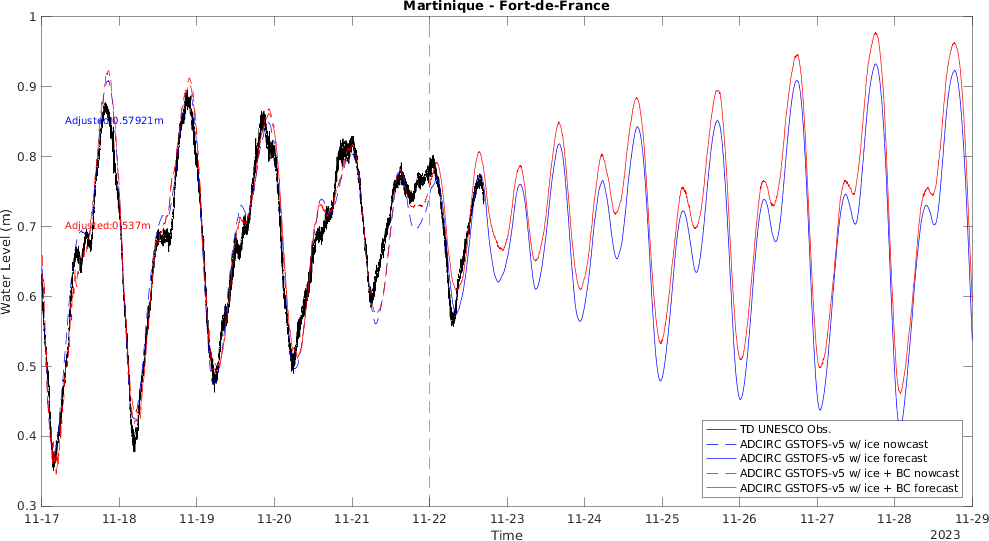 Martinique - Fort-de-France
1
0.9
0.8
0.7
0.6
0.5
0.4
0.3
Water Level (m)
Adjusted:0.57921m
Adjusted:0.537m
TD UNESCO Obs.
ADCIRC GSTOFS-v5 w/ ice nowcast
ADCIRC GSTOFS-v5 w/ ice forecast
ADCIRC GSTOFS-v5 w/ ice + BC nowcast
ADCIRC GSTOFS-v5 w/ ice + BC forecast
11-17 11-18 11-19 11-20 11-21 11-22 11-23 11-24 11-25 11-26 11-27 11-28 11-29
Time
2023